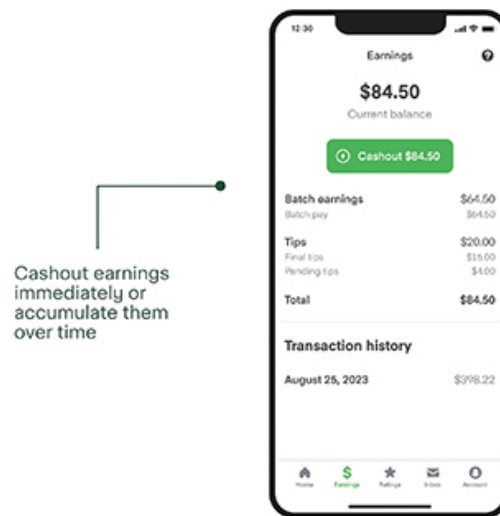 12:30
Earnings
$84.50
Current balance
Cashout $84.50
Batch earnings $64.50
Batch pay $64.50
Tips $20.00
Final tips $16.00
Pending tips $4.00
Total $84.50
Transaction history
August 25, 2023 $398.22
Home Earnings Ratings Inbox Account
Cashout earnings
immediately or
accumulate them
over time